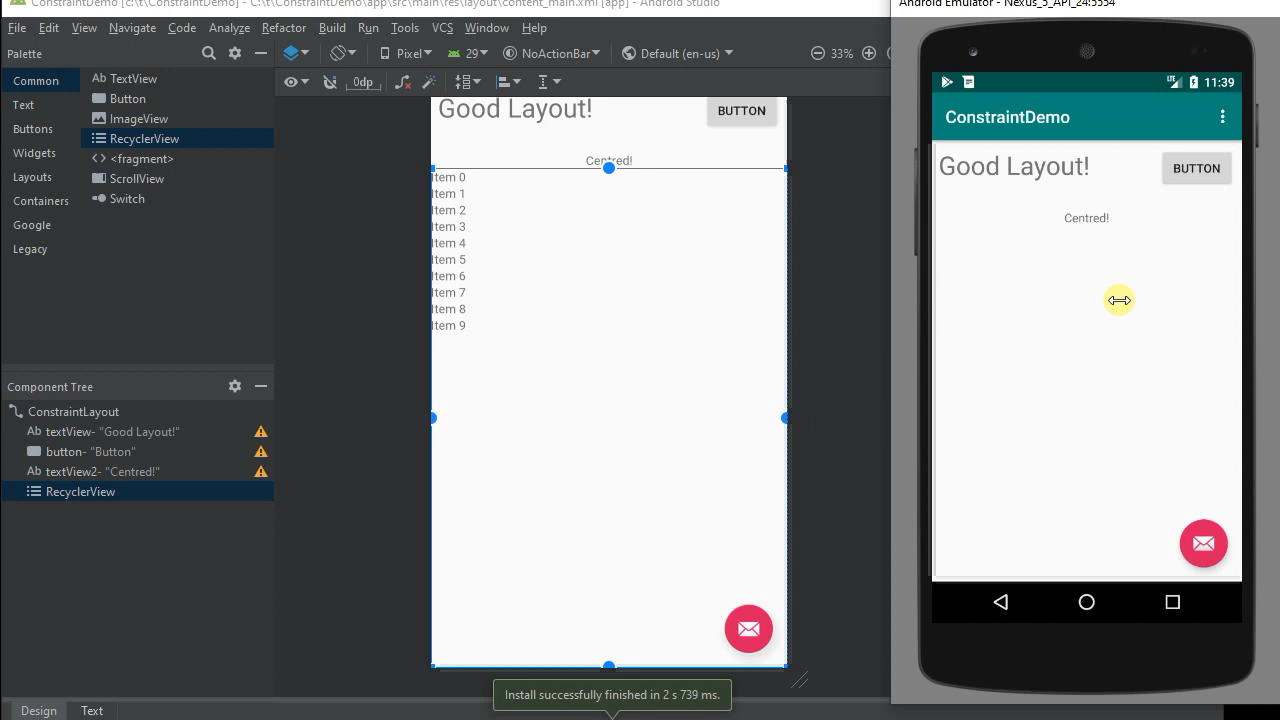 ConstraintDemo [c:\t\ConstraintDemo] - C:\t\ConstraintDemo\app\src\main\res\layout\content_main.xml [app] - Android Studio
Android Emulator - Nexus_5_API_24:5554
File Edit View Navigate Code Analyze Refactor Build Run Tools VCS Window Help
Palette
Pixel 29 NoActionBar Default (en-us) 33%
Common
Text
Buttons
Widgets
Layouts
Containers
Google
Legacy
Ab TextView
Button
ImageView
RecyclerView
<fragment>
ScrollView
Switch
0dp
Good Layout!
BUTTON
Centred!
Item 0
Item 1
Item 2
Item 3
Item 4
Item 5
Item 6
Item 7
Item 8
Item 9
Component Tree
ConstraintLayout
Ab textView- "Good Layout!"
button- "Button"
Ab textView2- "Centred!"
RecyclerView
Install successfully finished in 2 s 739 ms.
Design Text
LTE 11:39
ConstraintDemo
Good Layout!
BUTTON
Centred!